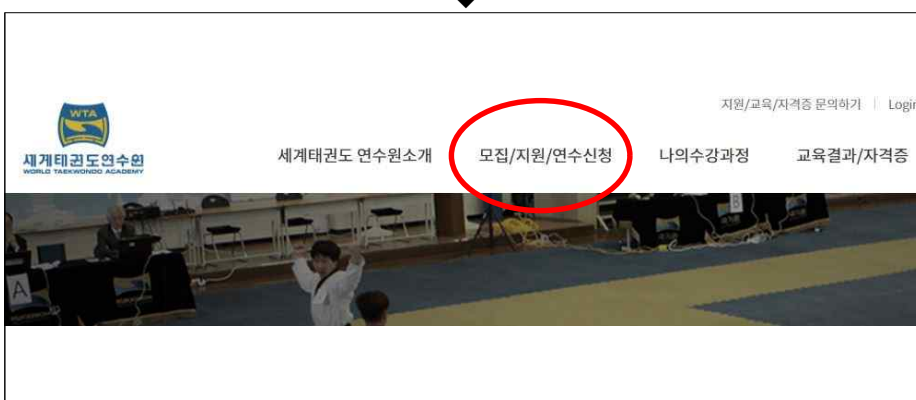 지원/교육/자격증 문의하기 | Login
WTA
세계태권도연수원
WORLD TAEKWONDO ACADEMY
세계태권도 연수원소개 모집/지원/연수신청 나의수강과정 교육결과/자격증
A
B